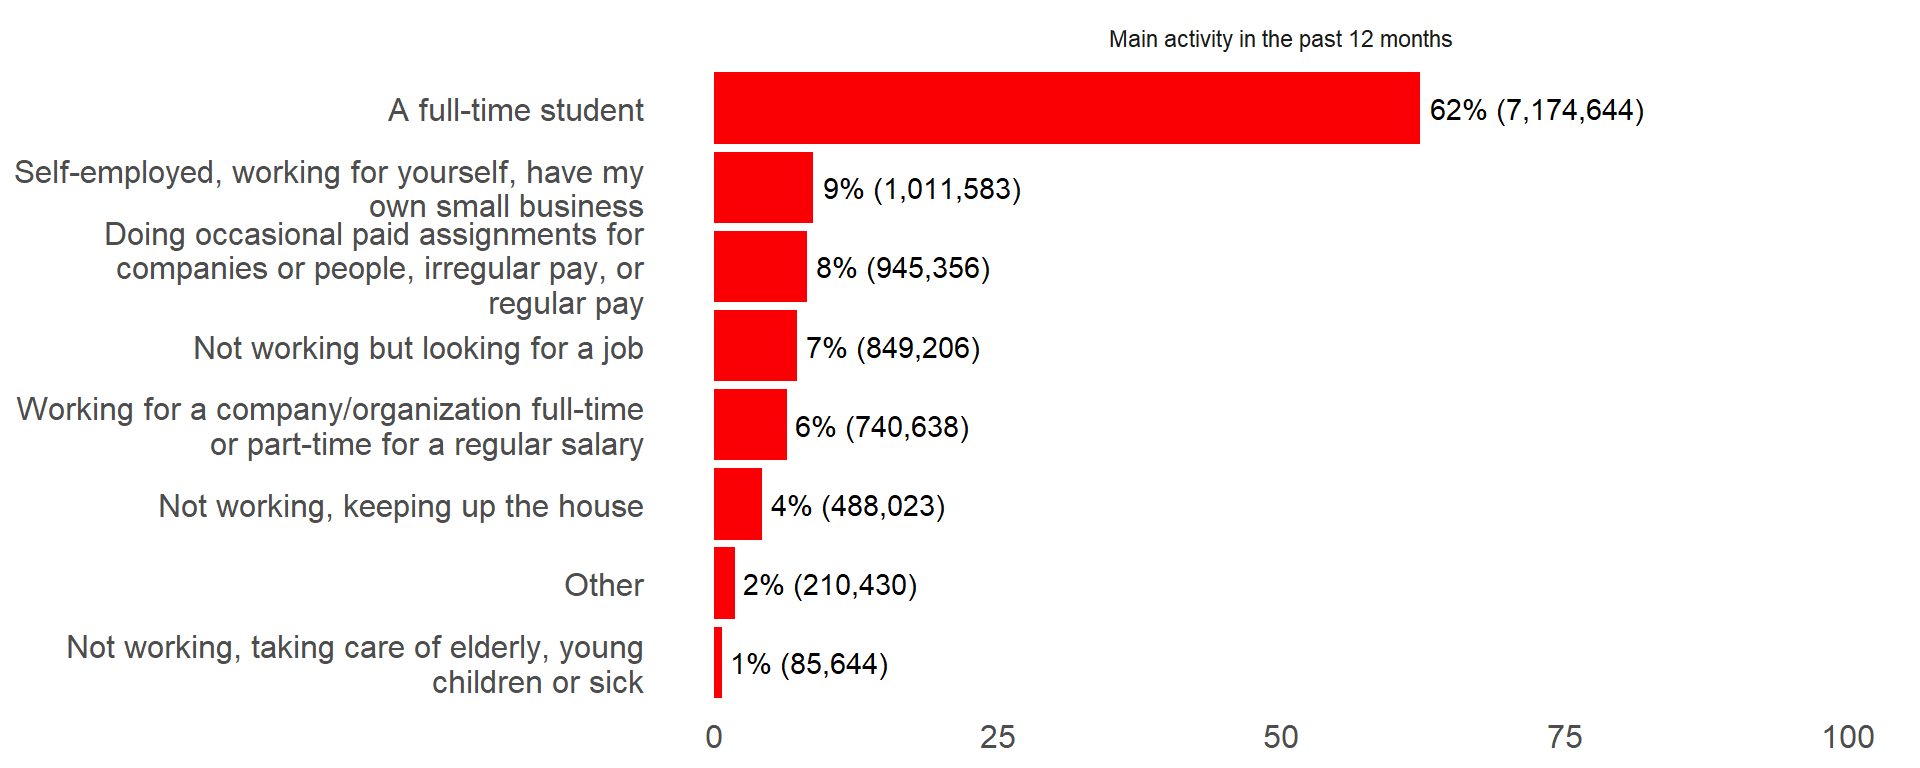 Main activity in the past 12 months
A full-time student
62% (7,174,644)
Self-employed, working for yourself, have my
own small business
9% (1,011,583)
Doing occasional paid assignments for
companies or people, irregular pay, or
regular pay
8% (945,356)
Not working but looking for a job
7% (849,206)
Working for a company/organization full-time
or part-time for a regular salary
6% (740,638)
Not working, keeping up the house
4% (488,023)
Other
2% (210,430)
Not working, taking care of elderly, young
children or sick
1% (85,644)
0 25 50 75 100